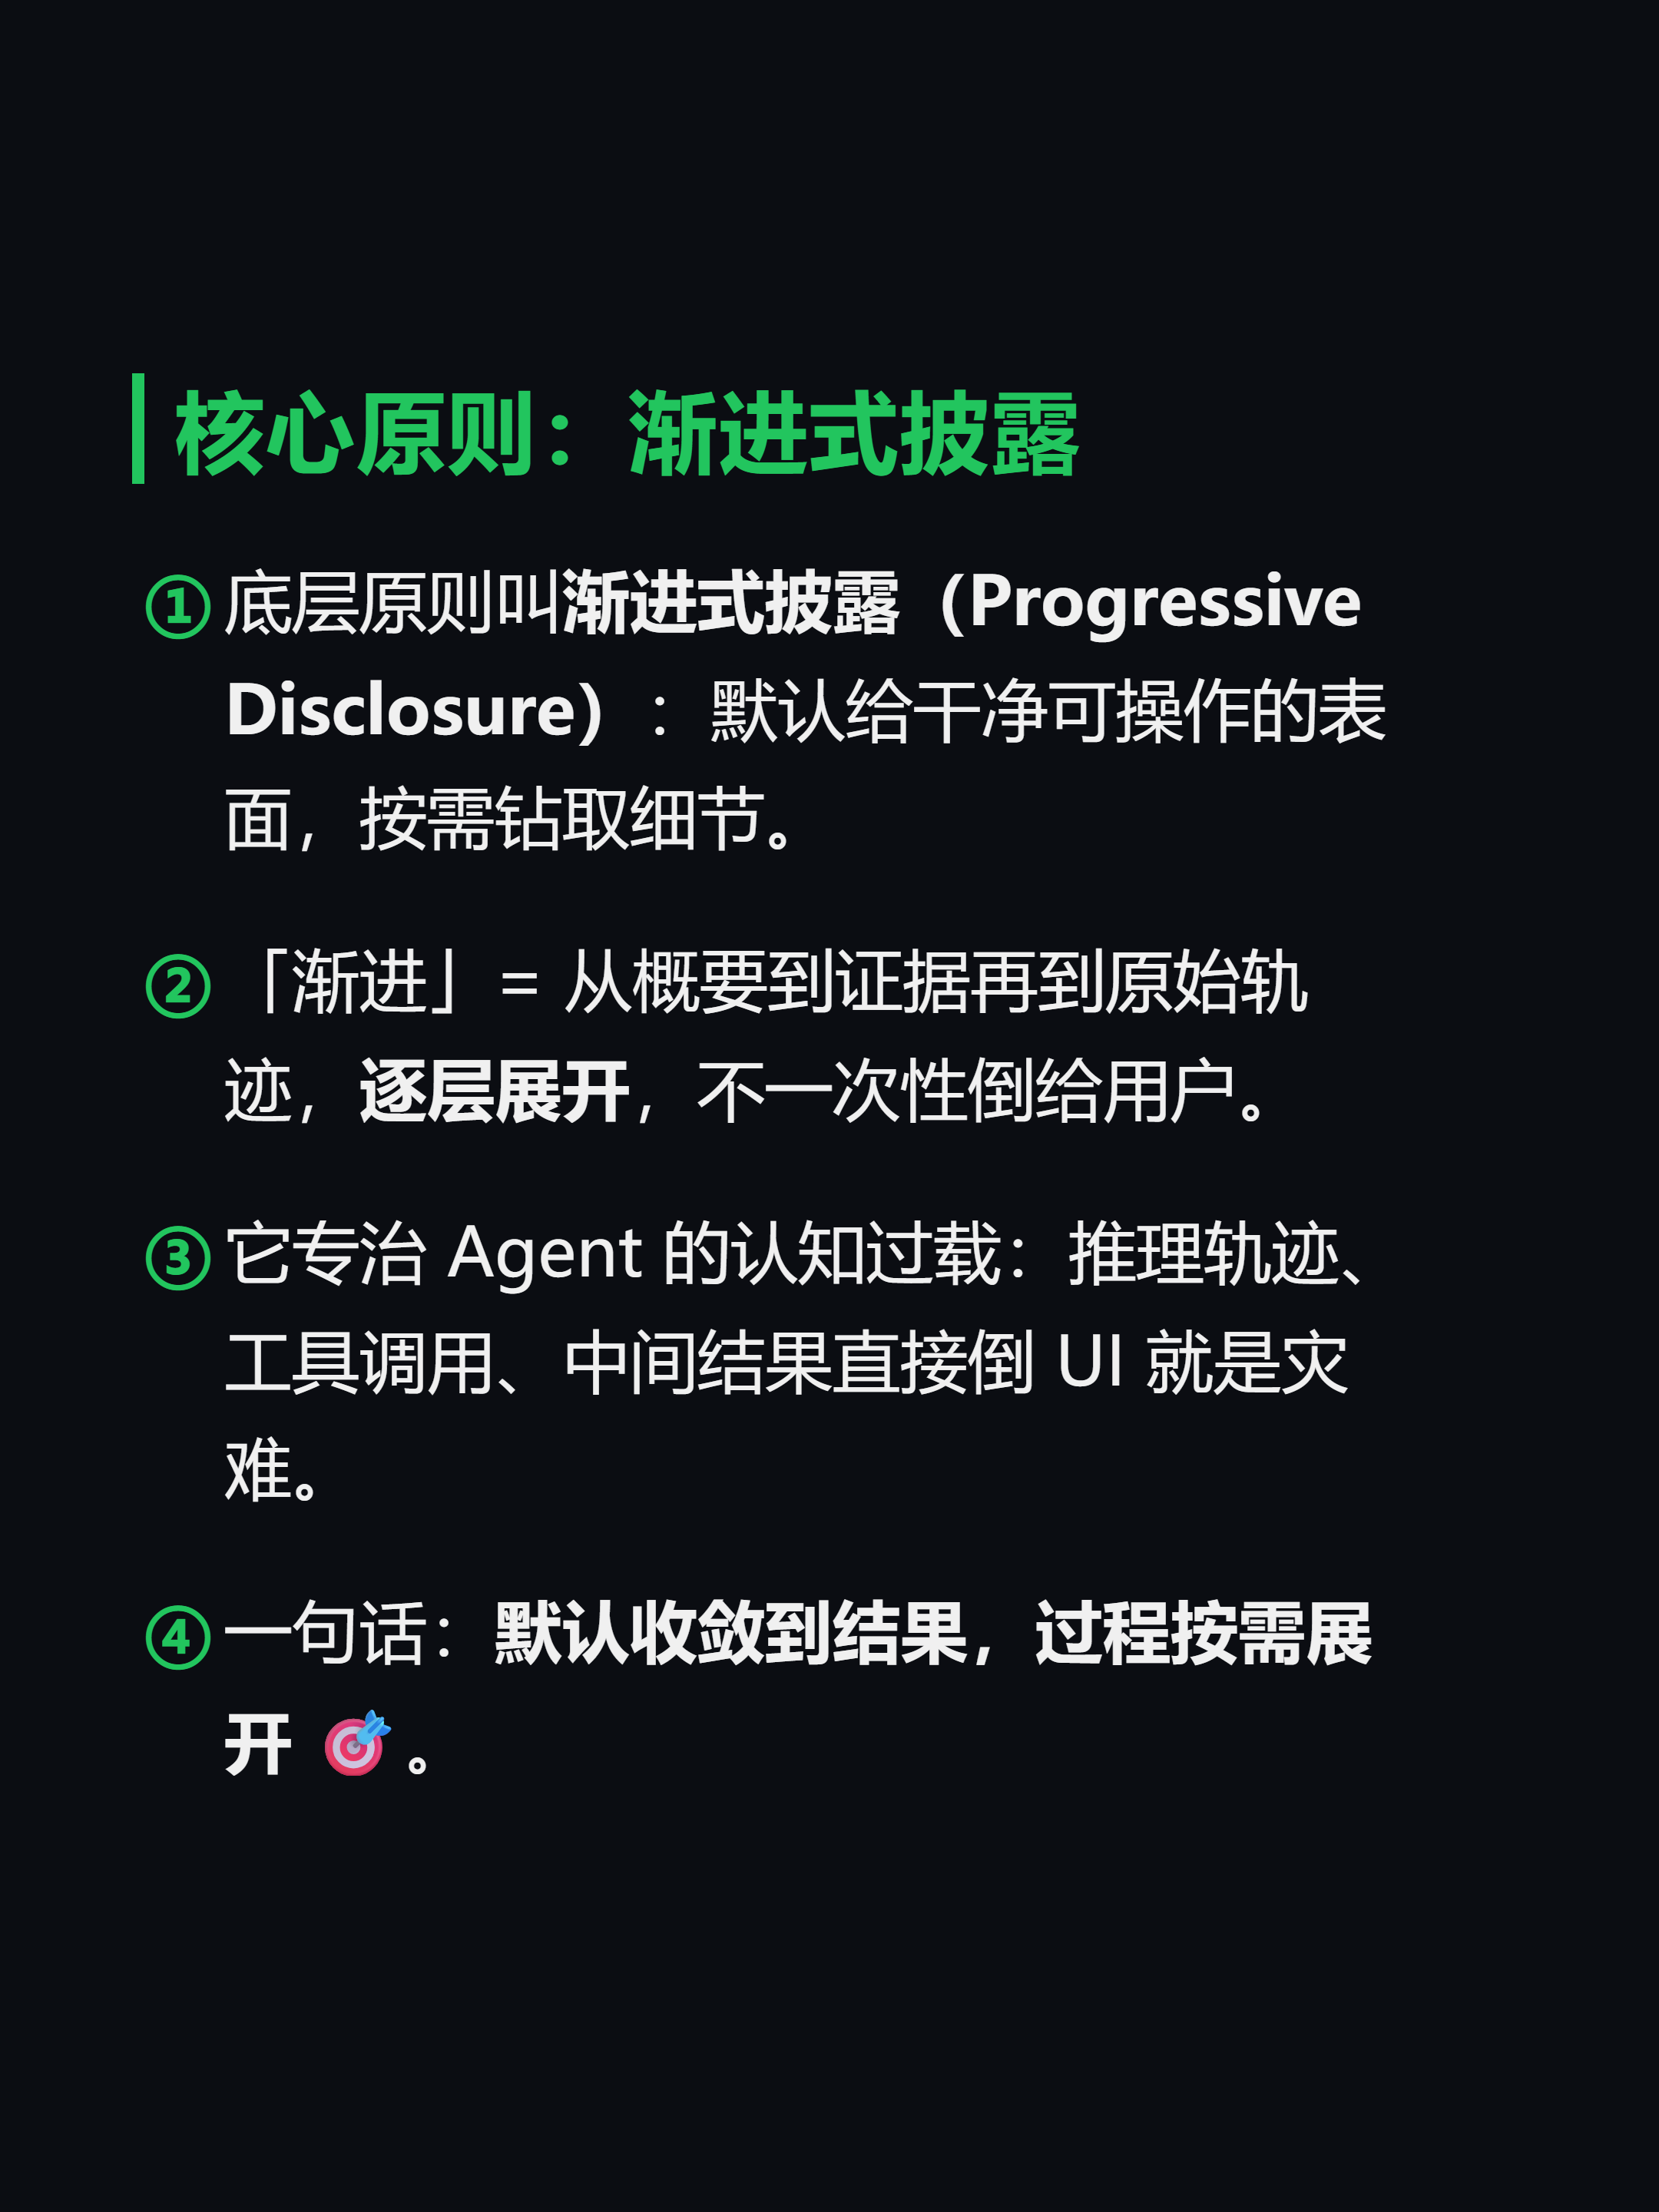 核心原则：渐进式披露
① 底层原则叫渐进式披露（Progressive
Disclosure）：默认给干净可操作的表
面，按需钻取细节。
② 「渐进」= 从概要到证据再到原始轨
迹，逐层展开，不一次性倒给用户。
③ 它专治 Agent 的认知过载：推理轨迹、
工具调用、中间结果直接倒 UI 就是灾
难。
④ 一句话：默认收敛到结果，过程按需展
开 🎯。